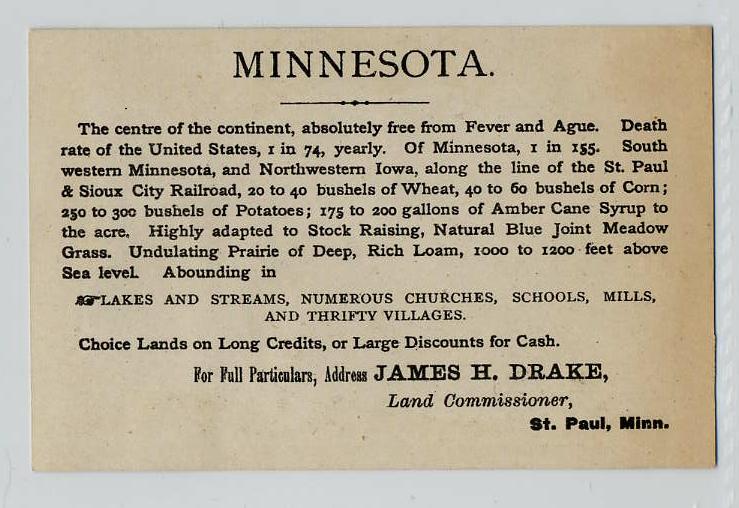 MINNESOTA.
The centre of the continent, absolutely free from Fever and Ague. Death
rate of the United States, 1 in 74, yearly. Of Minnesota, 1 in 155. South
western Minnesota, and Northwestern Iowa, along the line of the St. Paul
& Sioux City Railroad, 20 to 40 bushels of Wheat, 40 to 60 bushels of Corn;
250 to 300 bushels of Potatoes; 175 to 200 gallons of Amber Cane Syrup to
the acre. Highly adapted to Stock Raising, Natural Blue Joint Meadow
Grass. Undulating Prairie of Deep, Rich Loam, 1000 to 1200 feet above
Sea level. Abounding in
☞LAKES AND STREAMS, NUMEROUS CHURCHES, SCHOOLS, MILLS,
AND THRIFTY VILLAGES.
Choice Lands on Long Credits, or Large Discounts for Cash.
For Full Particulars, Address JAMES H. DRAKE,
Land Commissioner,
St. Paul, Minn.